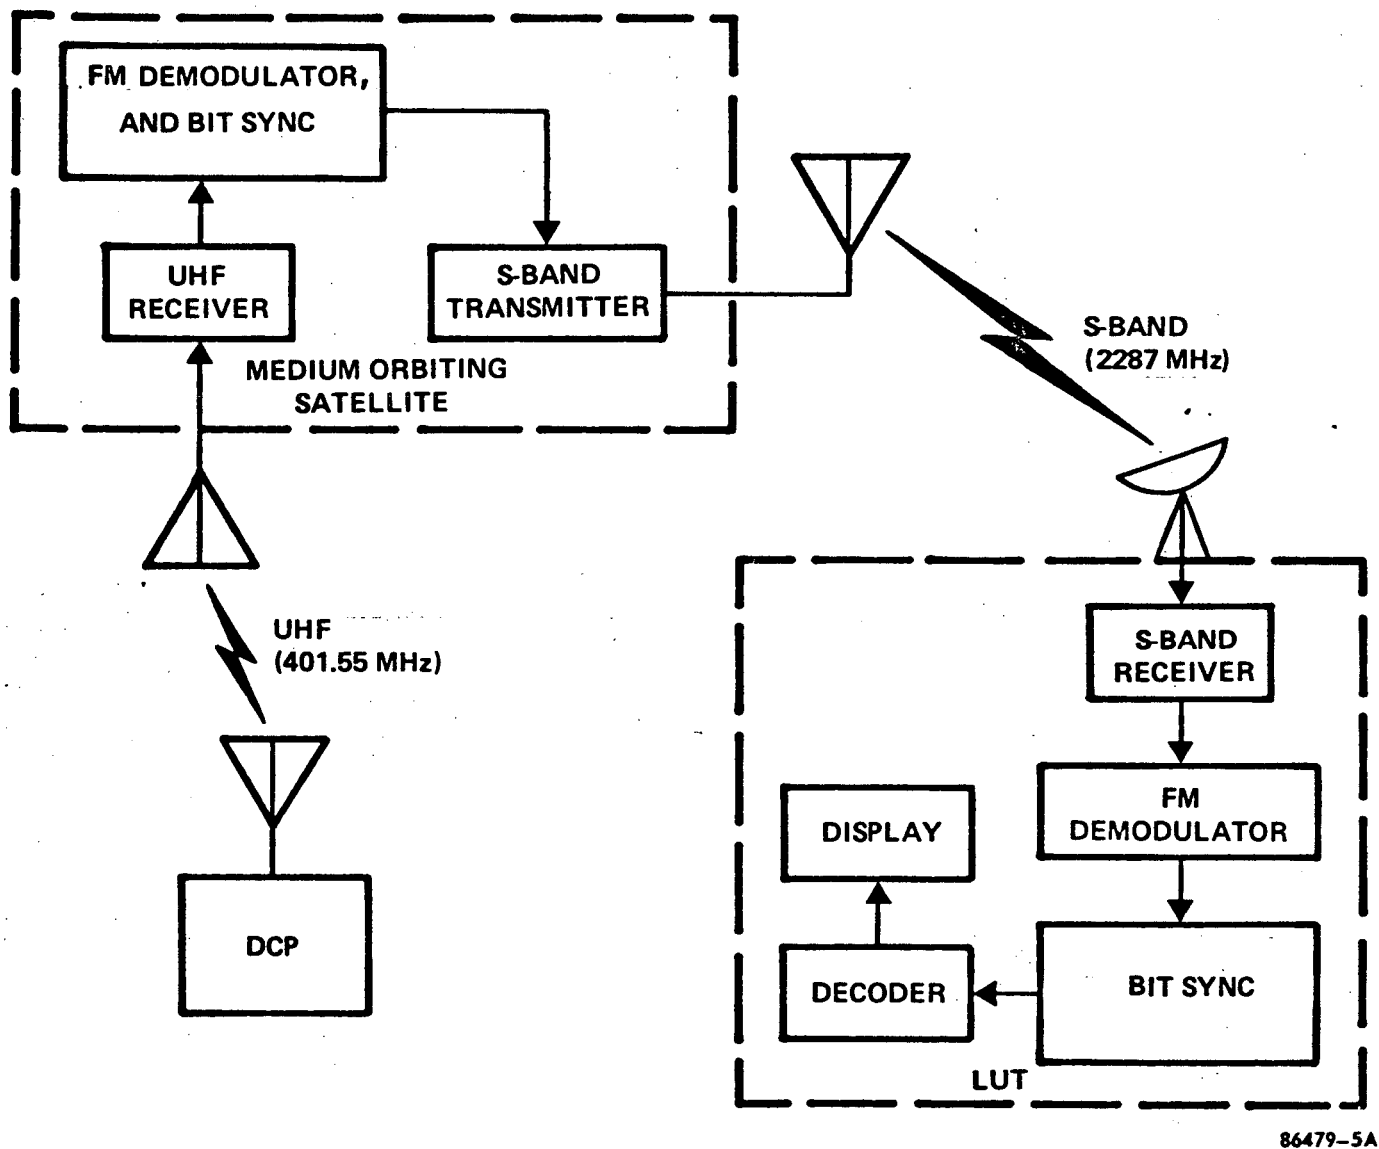 FM DEMODULATOR,
AND BIT SYNC
UHF
RECEIVER
S-BAND
TRANSMITTER
MEDIUM ORBITING
SATELLITE
S-BAND
(2287 MHz)
UHF
(401.55 MHz)
DCP
S-BAND
RECEIVER
FM
DEMODULATOR
BIT SYNC
DECODER
DISPLAY
LUT
86479-5A